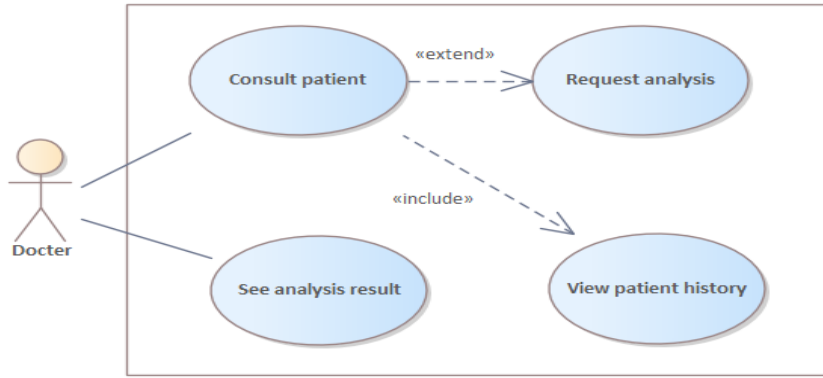 «extend»
Consult patient
Request analysis
«include»
Docter
See analysis result
View patient history